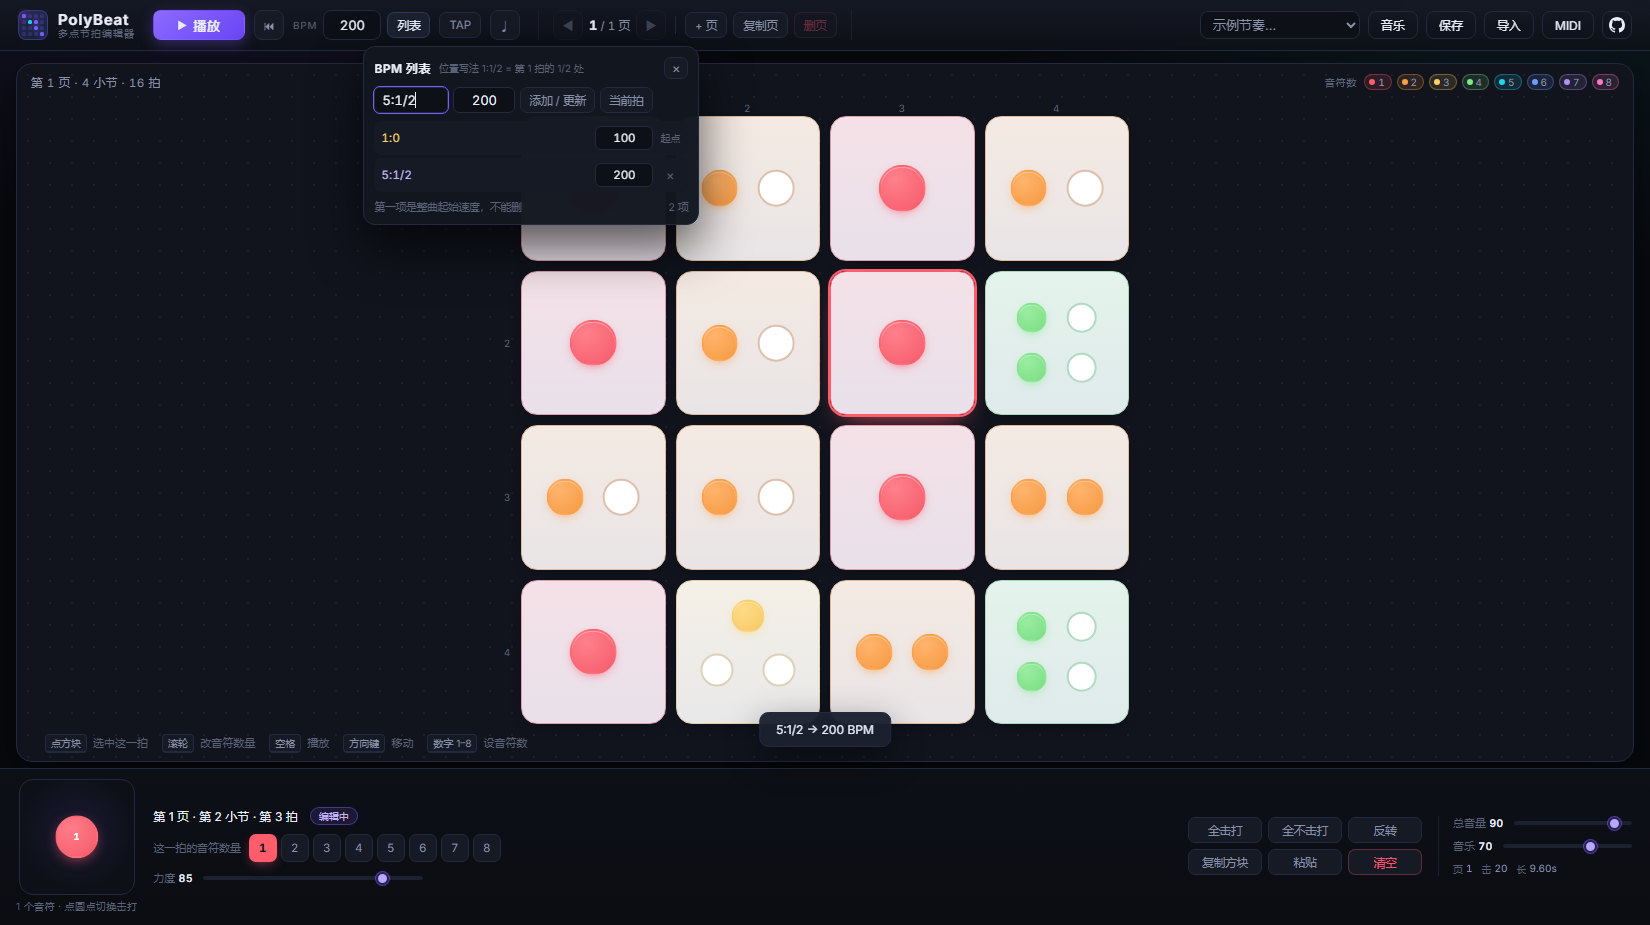 PolyBeat
多点节拍编辑器
▶ 播放
⏮
BPM
200
列表
TAP
♩
◀ 1 / 1 页 ▶
+ 页
复制页
删页
示例节奏...
音乐
保存
导入
MIDI
BPM 列表 位置写法 1:1/2 = 第 1 拍的 1/2 处
×
5:1/2
200
添加 / 更新
当前拍
1:0 100 起点
5:1/2 200 ×
第一项是整曲起始速度，不能删
2 项
第 1 页 · 4 小节 · 16 拍
音符数 1 2 3 4 5 6 7 8
2 3 4
2
3
4
5:1/2 → 200 BPM
点方块 选中这一拍 滚轮 改音符数量 空格 播放 方向键 移动 数字 1–8 设音符数
1
1 个音符 · 点圆点切换击打
第 1 页 · 第 2 小节 · 第 3 拍 编辑中
这一拍的音符数量 1 2 3 4 5 6 7 8
力度 85
全击打 全不击打 反转
复制方块 粘贴 清空
总音量 90
音乐 70
页 1 击 20 长 9.60s